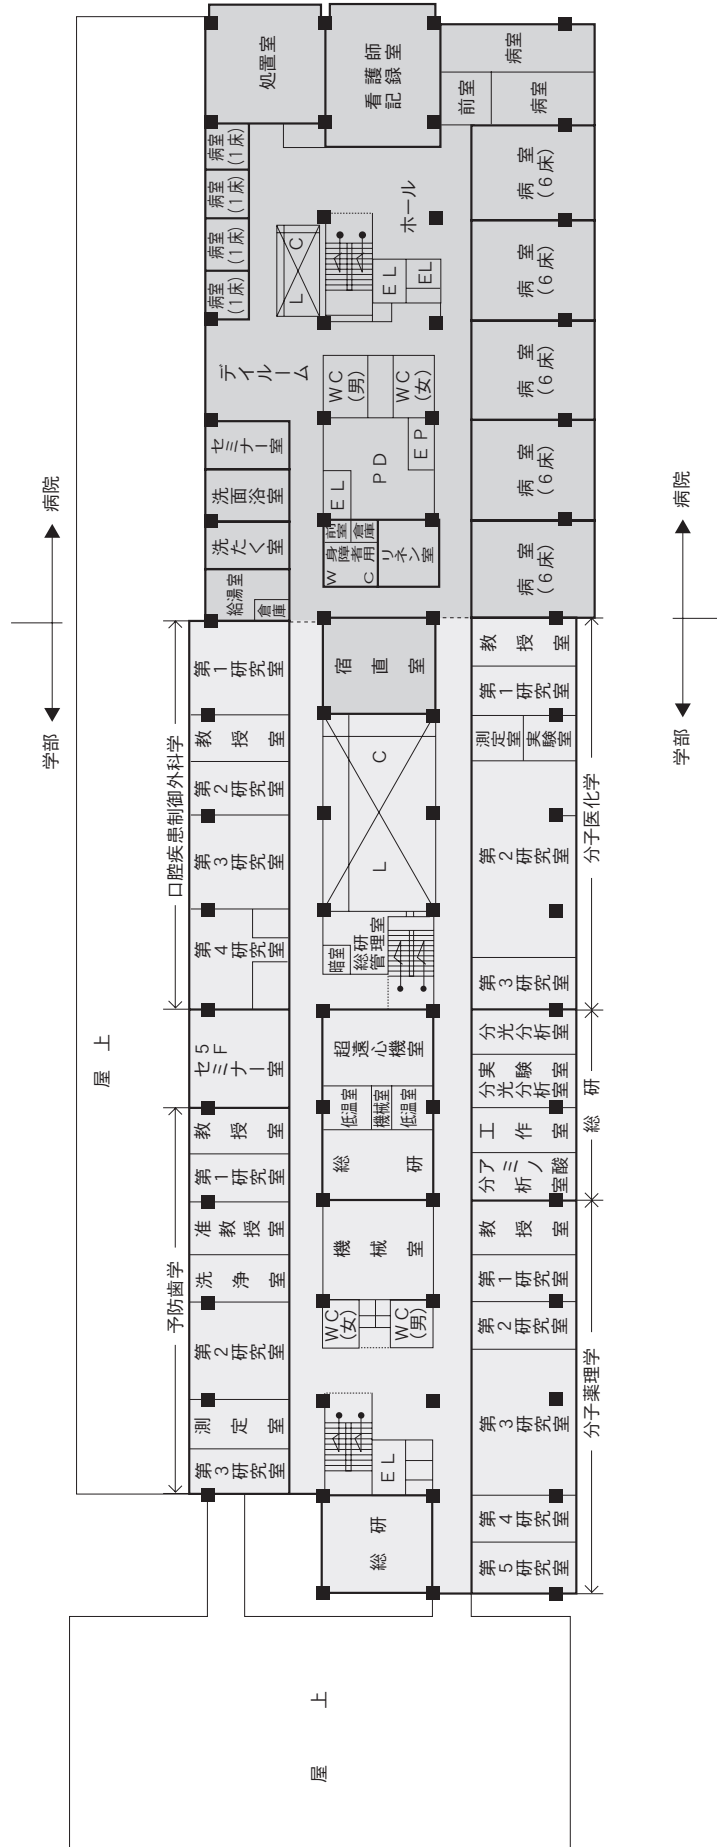 屋上
屋上
学部
病院
学部
病院
予防歯学
口腔疾患制御外科学
第3研究室
測定室
第2研究室
洗浄室
准教授室
第1研究室
教授室
5F
セミナー室
第4研究室
第3研究室
第2研究室
教授室
第1研究室
給湯室
倉庫
洗たく室
洗面浴室
セミナー室
デイルーム
病室
(1床)
病室
(1床)
病室
(1床)
病室
(1床)
処置室
総研
EL
WC
(女)
WC
(男)
機械室
総研
低温室
機械室
低温室
超遠心機室
暗室
総研
管理室
LC
宿直室
身障者用
WC
前室
倉庫
リネン室
EL
PD
EP
WC
(男)
WC
(女)
LC
EL
EL
ホール
看護師
記録室
第5研究室
第4研究室
第3研究室
第2研究室
第1研究室
教授室
アミノ酸
分析室
工作室
実験室
分光分析室
分光分析室
第3研究室
第2研究室
測定室
実験室
第1研究室
教授室
病室
(6床)
病室
(6床)
病室
(6床)
病室
(6床)
病室
(6床)
前室
病室
病室
分子薬理学
総研
分子医化学